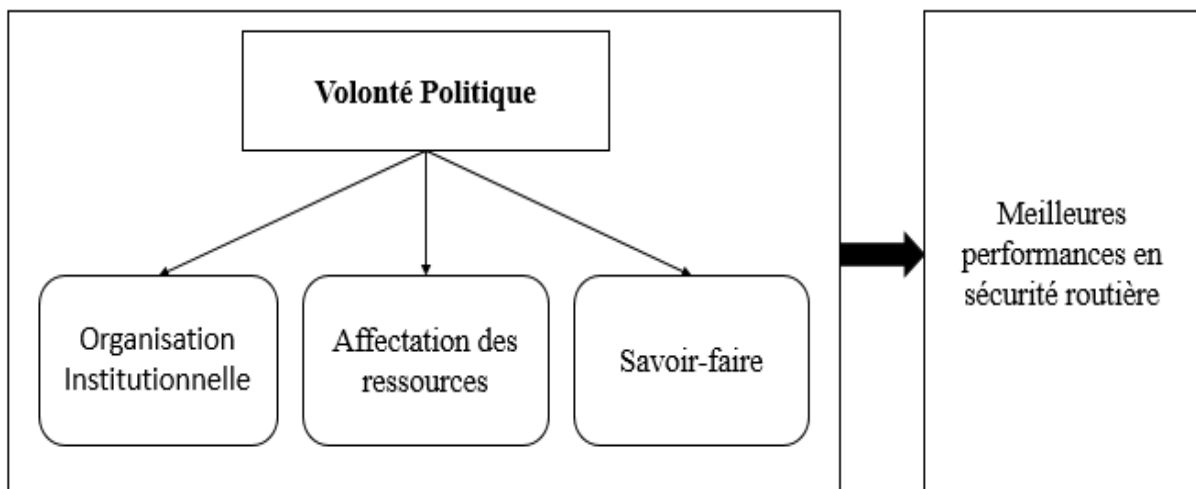 Volonté Politique
Organisation
Institutionnelle
Affectation des
ressources
Savoir-faire
Meilleures
performances en
sécurité routière